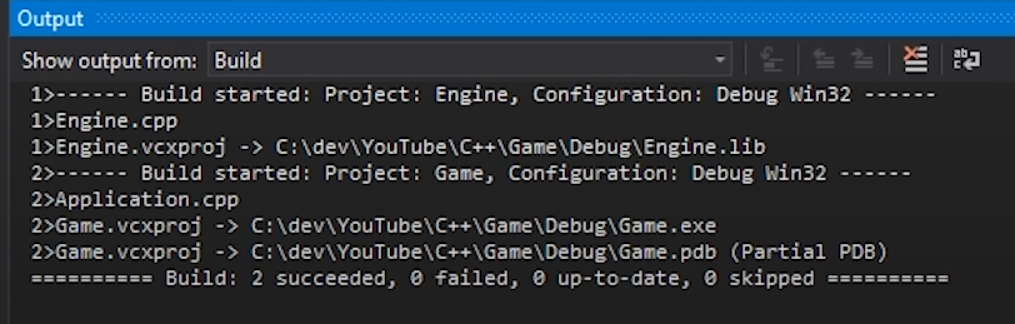 Output
Show output from: Build
1>------ Build started: Project: Engine, Configuration: Debug Win32 ------
1>Engine.cpp
1>Engine.vcxproj -> C:\dev\YouTube\C++\Game\Debug\Engine.lib
2>------ Build started: Project: Game, Configuration: Debug Win32 ------
2>Application.cpp
2>Game.vcxproj -> C:\dev\YouTube\C++\Game\Debug\Game.exe
2>Game.vcxproj -> C:\dev\YouTube\C++\Game\Debug\Game.pdb (Partial PDB)
========== Build: 2 succeeded, 0 failed, 0 up-to-date, 0 skipped ==========